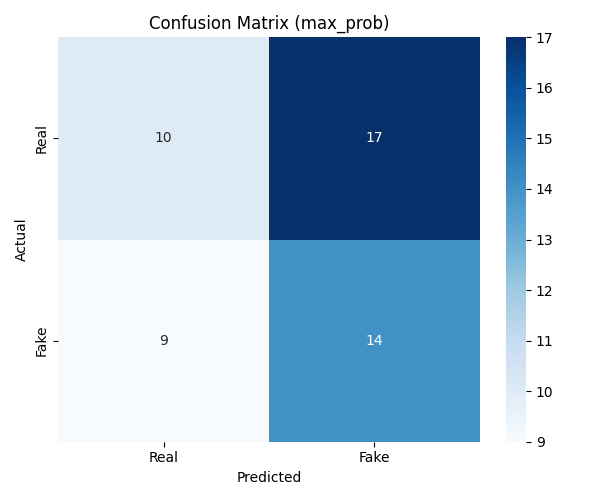 Confusion Matrix (max_prob)
Actual
Real
Fake
10
17
9
14
Real
Fake
Predicted
17
16
15
14
13
12
11
10
9